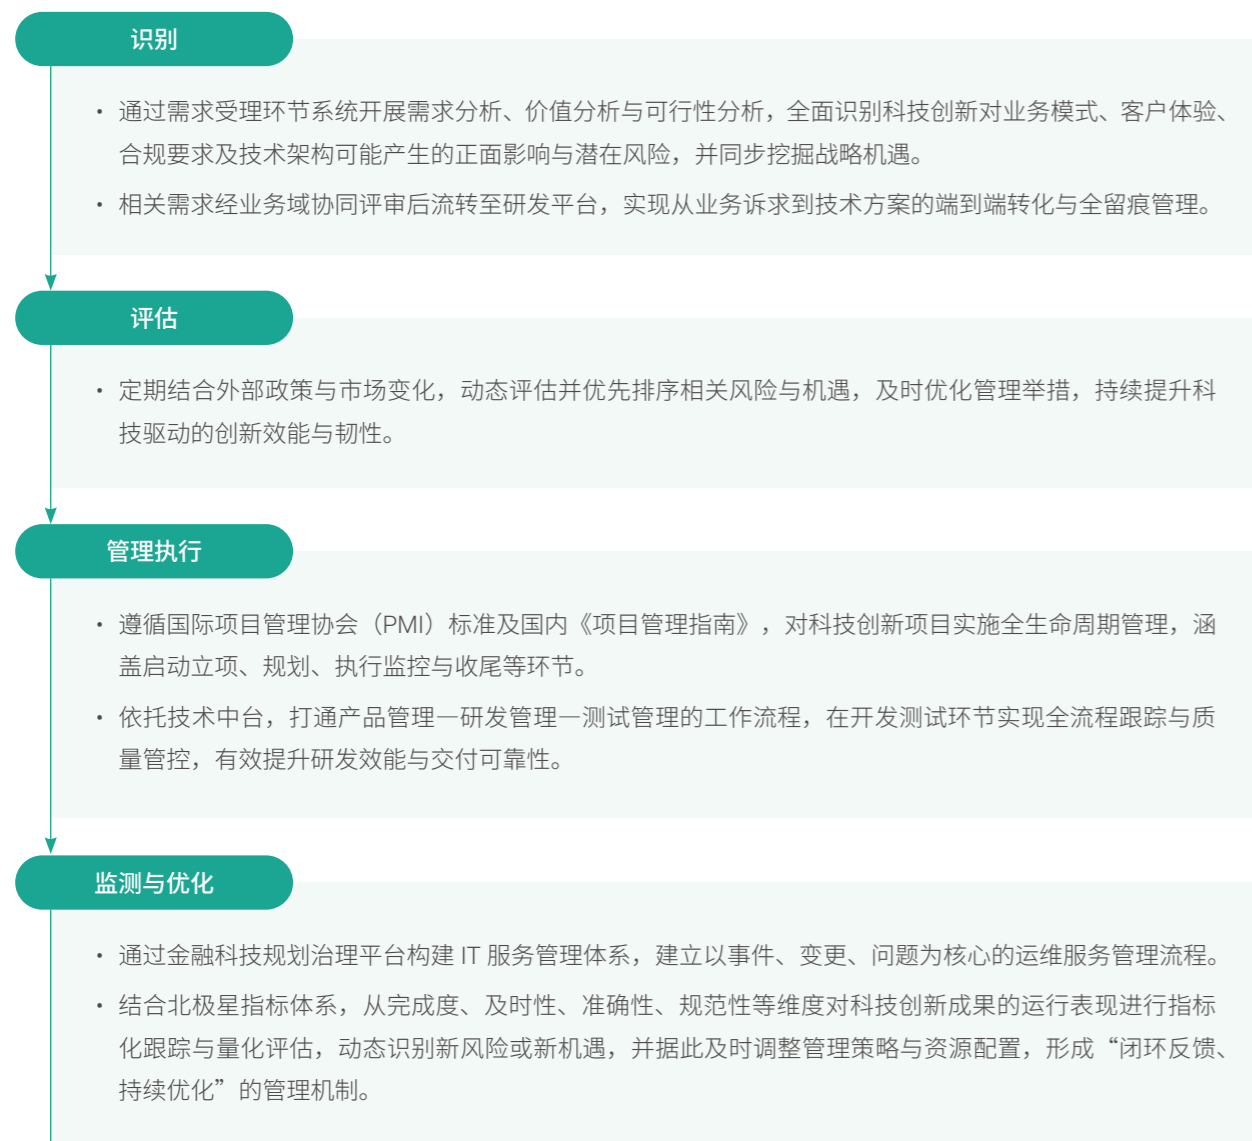 识别
· 通过需求受理环节系统开展需求分析、价值分析与可行性分析，全面识别科技创新对业务模式、客户体验、
合规要求及技术架构可能产生的正面影响与潜在风险，并同步挖掘战略机遇。
· 相关需求经业务域协同评审后流转至研发平台，实现从业务诉求到技术方案的端到端转化与全留痕管理。
评估
· 定期结合外部政策与市场变化，动态评估并优先排序相关风险与机遇，及时优化管理举措，持续提升科
技驱动的创新效能与韧性。
管理执行
· 遵循国际项目管理协会（PMI）标准及国内《项目管理指南》，对科技创新项目实施全生命周期管理，涵
盖启动立项、规划、执行监控与收尾等环节。
· 依托技术中台，打通产品管理—研发管理—测试管理的工作流程，在开发测试环节实现全流程跟踪与质
量管控，有效提升研发效能与交付可靠性。
监测与优化
· 通过金融科技规划治理平台构建 IT 服务管理体系，建立以事件、变更、问题为核心的运维服务管理流程。
· 结合北极星指标体系，从完成度、及时性、准确性、规范性等维度对科技创新成果的运行表现进行指标
化跟踪与量化评估，动态识别新风险或新机遇，并据此及时调整管理策略与资源配置，形成“闭环反馈、
持续优化”的管理机制。